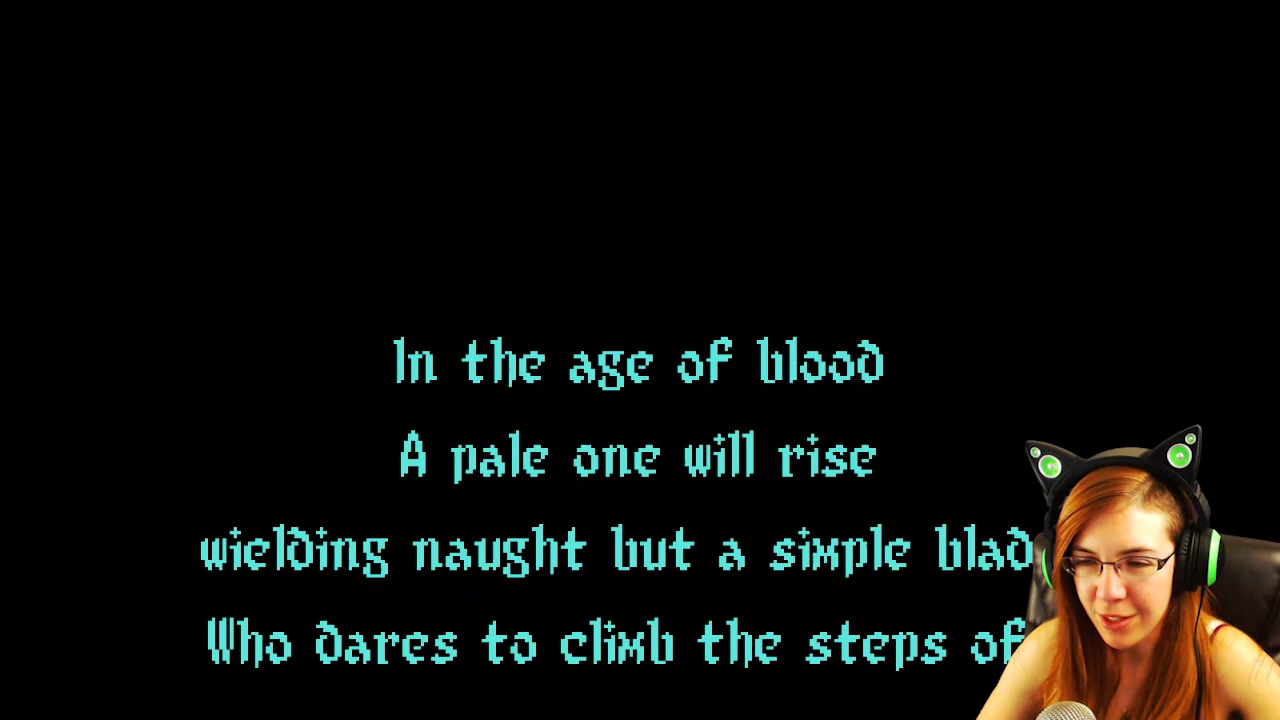 In the age of blood
A pale one will rise
wielding naught but a simple blad
Who dares to climb the steps of